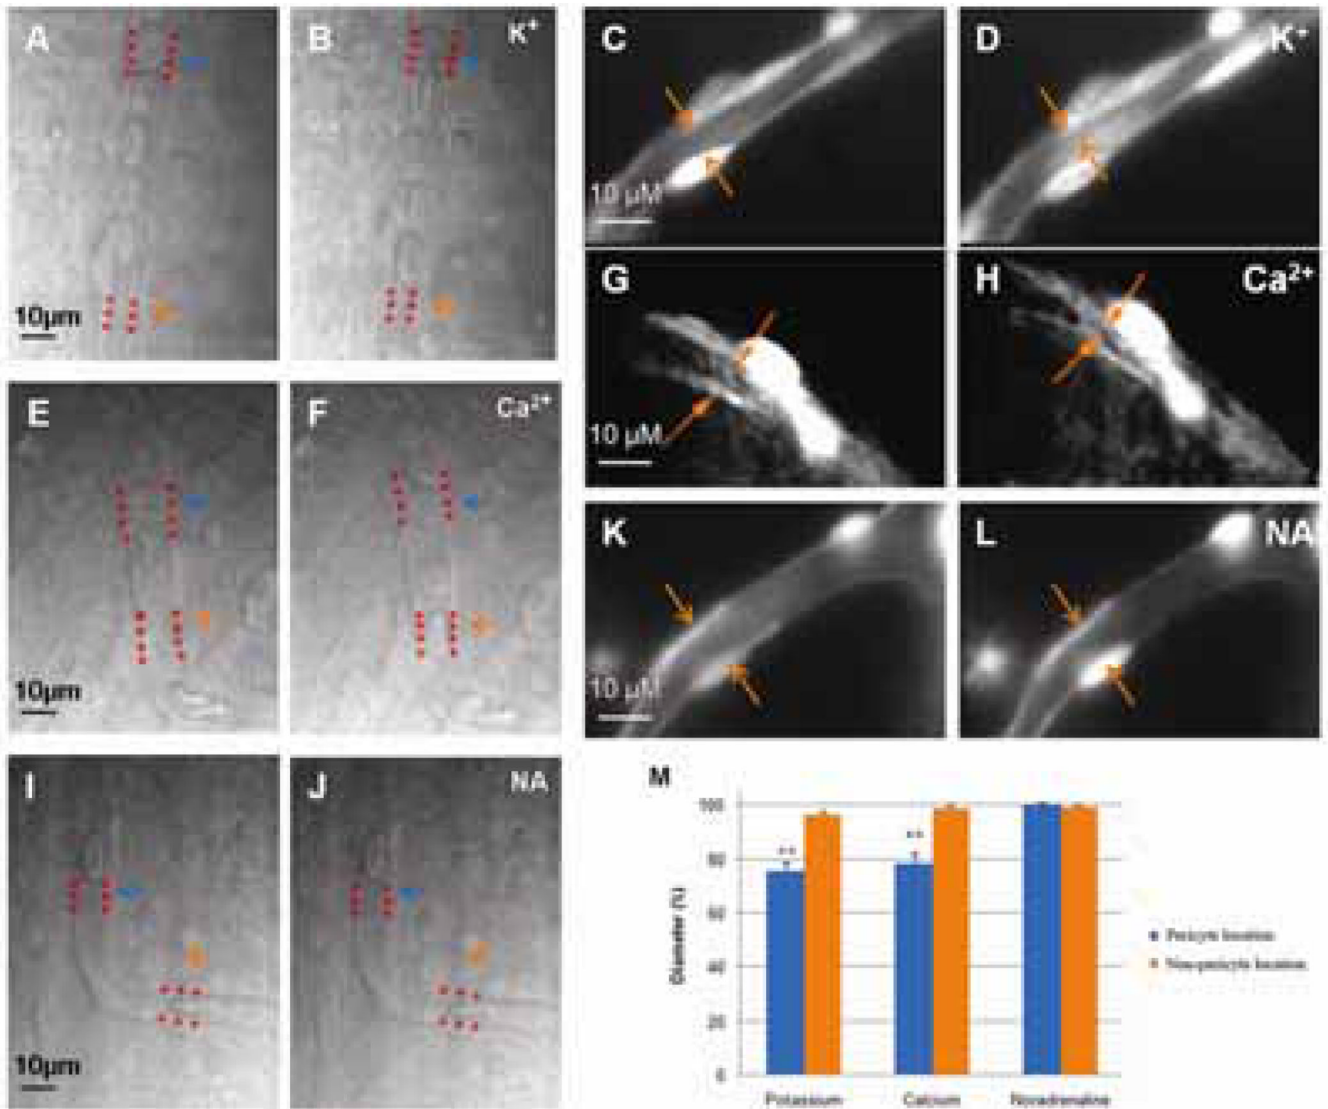 A
B
K+
C
D
K+
10µm
10 µM
G
H
Ca2+
10 µM
E
F
Ca2+
10µm
K
L
NA
10 µM
I
J
NA
10µm
M
Diameter (%)
100
80
60
40
20
0
**
**
Potassium
Calcium
Noradrenaline
Pericyte location
Non-pericyte location